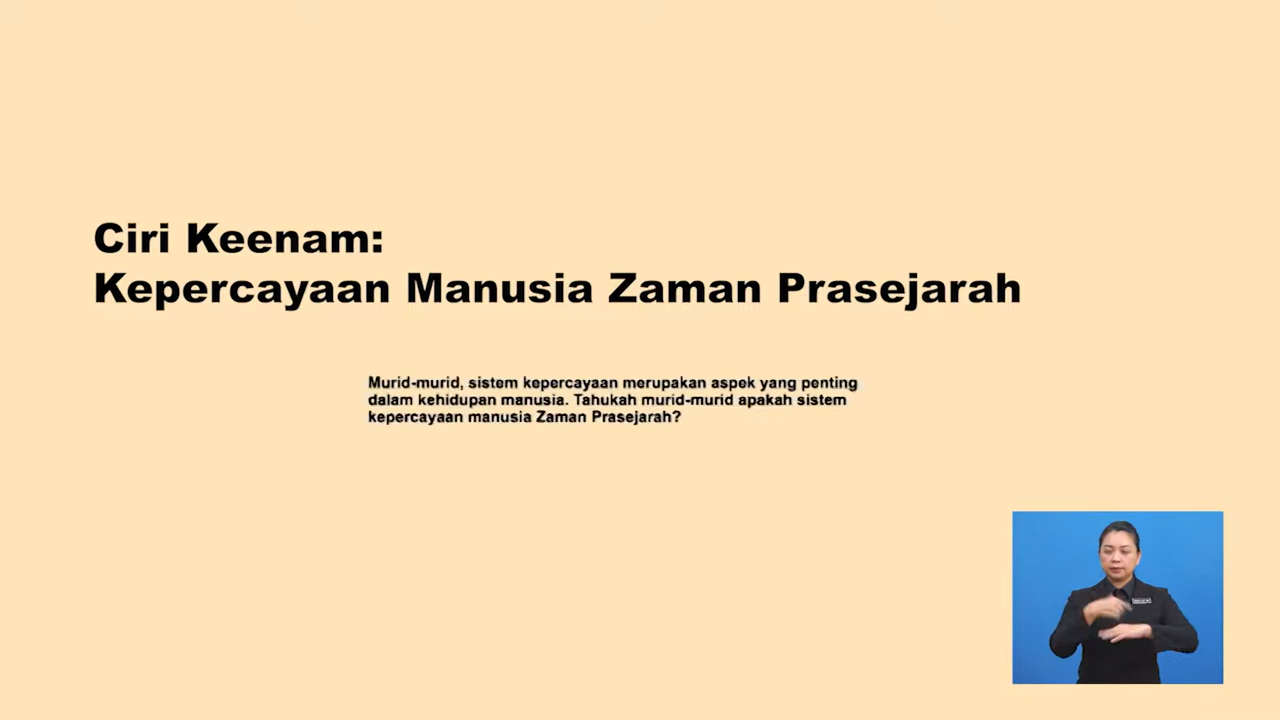 Ciri Keenam:
Kepercayaan Manusia Zaman Prasejarah
Murid-murid, sistem kepercayaan merupakan aspek yang penting
dalam kehidupan manusia. Tahukah murid-murid apakah sistem
kepercayaan manusia Zaman Prasejarah?